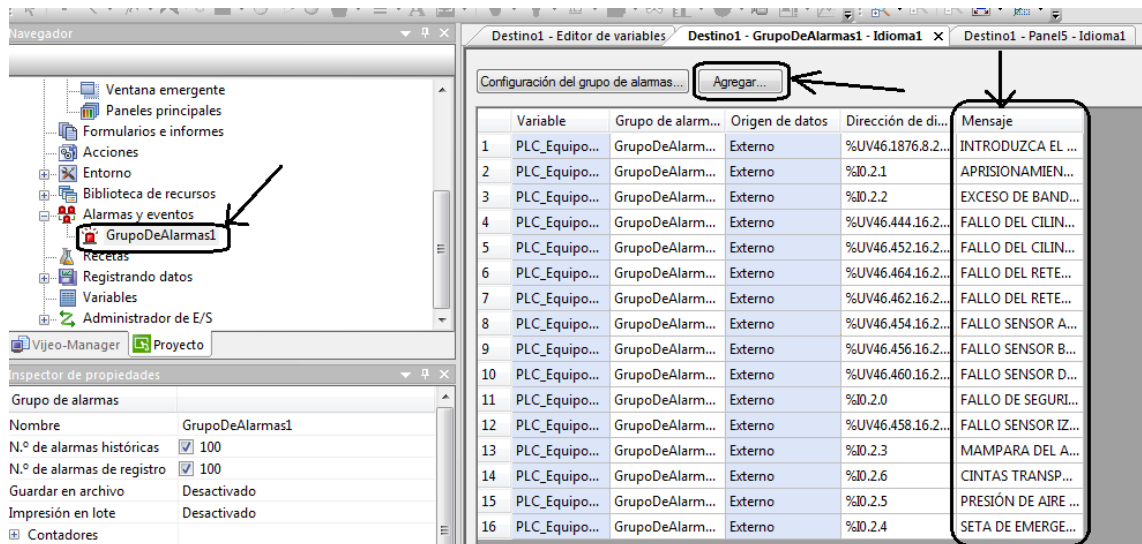 Navegador
Ventana emergente
Paneles principales
Formularios e informes
Acciones
Entorno
Biblioteca de recursos
Alarmas y eventos
GrupoDeAlarmas1
Recetas
Registrando datos
Variables
Administrador de E/S
Vijeo-Manager Proyecto
Inspector de propiedades
Grupo de alarmas
Nombre GrupoDeAlarmas1
N.º de alarmas históricas 100
N.º de alarmas de registro 100
Guardar en archivo Desactivado
Impresión en lote Desactivado
Contadores
Destino1 - Editor de variables Destino1 - GrupoDeAlarmas1 - Idioma1 X Destino1 - Panel5 - Idioma1
Configuración del grupo de alarmas... Agregar...
Variable Grupo de alarm... Origen de datos Dirección de di... Mensaje
1 PLC_Equipo... GrupoDeAlarm... Externo %UV46.1876.8.2... INTRODUZCA EL ...
2 PLC_Equipo... GrupoDeAlarm... Externo %I0.2.1 APRISIONAMIEN...
3 PLC_Equipo... GrupoDeAlarm... Externo %I0.2.2 EXCESO DE BAND...
4 PLC_Equipo... GrupoDeAlarm... Externo %UV46.444.16.2... FALLO DEL CILIN...
5 PLC_Equipo... GrupoDeAlarm... Externo %UV46.452.16.2... FALLO DEL CILIN...
6 PLC_Equipo... GrupoDeAlarm... Externo %UV46.464.16.2... FALLO DEL RETE...
7 PLC_Equipo... GrupoDeAlarm... Externo %UV46.462.16.2... FALLO DEL RETE...
8 PLC_Equipo... GrupoDeAlarm... Externo %UV46.454.16.2... FALLO SENSOR A...
9 PLC_Equipo... GrupoDeAlarm... Externo %UV46.456.16.2... FALLO SENSOR B...
10 PLC_Equipo... GrupoDeAlarm... Externo %UV46.460.16.2... FALLO SENSOR D...
11 PLC_Equipo... GrupoDeAlarm... Externo %I0.2.0 FALLO DE SEGURI...
12 PLC_Equipo... GrupoDeAlarm... Externo %UV46.458.16.2... FALLO SENSOR IZ...
13 PLC_Equipo... GrupoDeAlarm... Externo %I0.2.3 MAMPARA DEL A...
14 PLC_Equipo... GrupoDeAlarm... Externo %I0.2.6 CINTAS TRANSP...
15 PLC_Equipo... GrupoDeAlarm... Externo %I0.2.5 PRESIÓN DE AIRE ...
16 PLC_Equipo... GrupoDeAlarm... Externo %I0.2.4 SETA DE EMERGE...